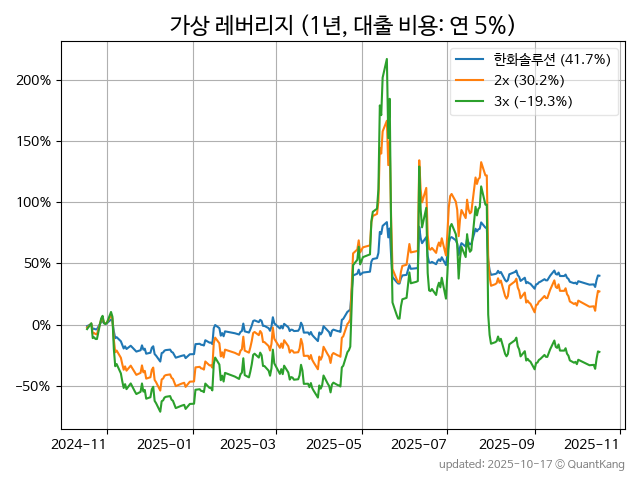 가상 레버리지 (1년, 대출 비용: 연 5%)
한화솔루션 (41.7%)
2x (30.2%)
3x (-19.3%)
200%
150%
100%
50%
0%
-50%
2024-11
2025-01
2025-03
2025-05
2025-07
2025-09
2025-11
updated: 2025-10-17 © QuantKang